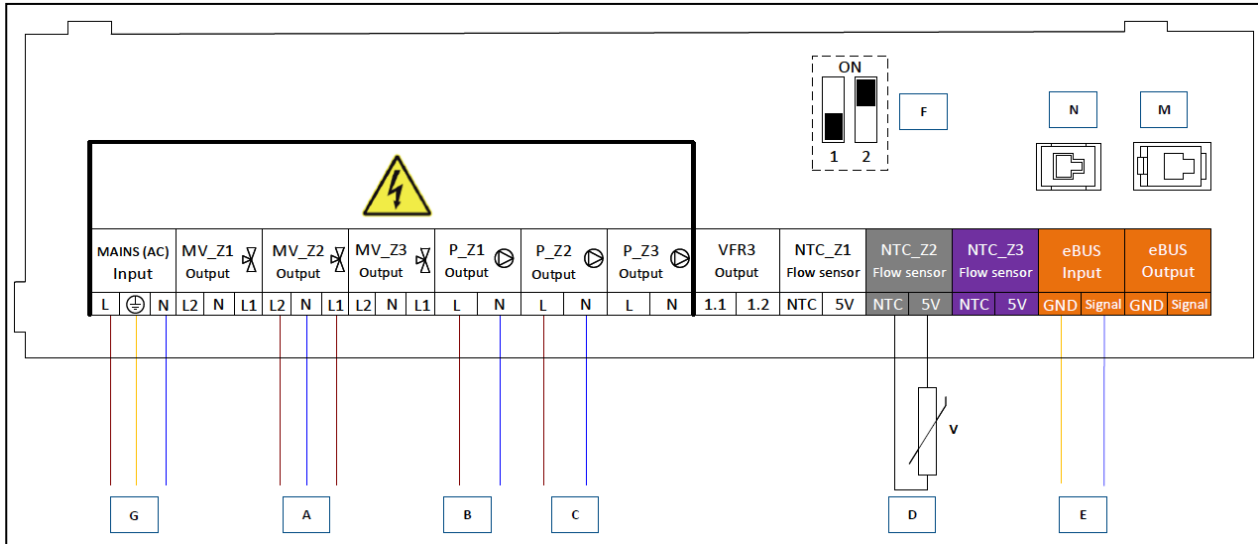 ON
1 2
F
N
M
MAINS (AC) Input
MV_Z1 Output
MV_Z2 Output
MV_Z3 Output
P_Z1 Output
P_Z2 Output
P_Z3 Output
VFR3 Output
NTC_Z1 Flow sensor
NTC_Z2 Flow sensor
NTC_Z3 Flow sensor
eBUS Input
eBUS Output
L N L2 N L1 L2 N L1 L2 N L1 L N L N L N 1.1 1.2 NTC 5V NTC 5V NTC 5V GND Signal GND Signal
V
G
A
B
C
D
E